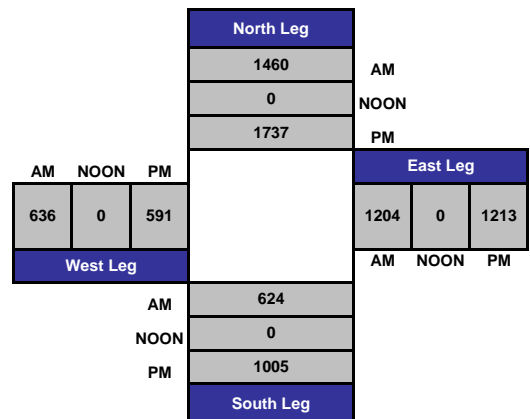 North Leg
1460 AM
0 NOON
1737 PM
AM NOON PM
East Leg
636 0 591
1204 0 1213
West Leg
AM NOON PM
AM 624
NOON 0
PM 1005
South Leg